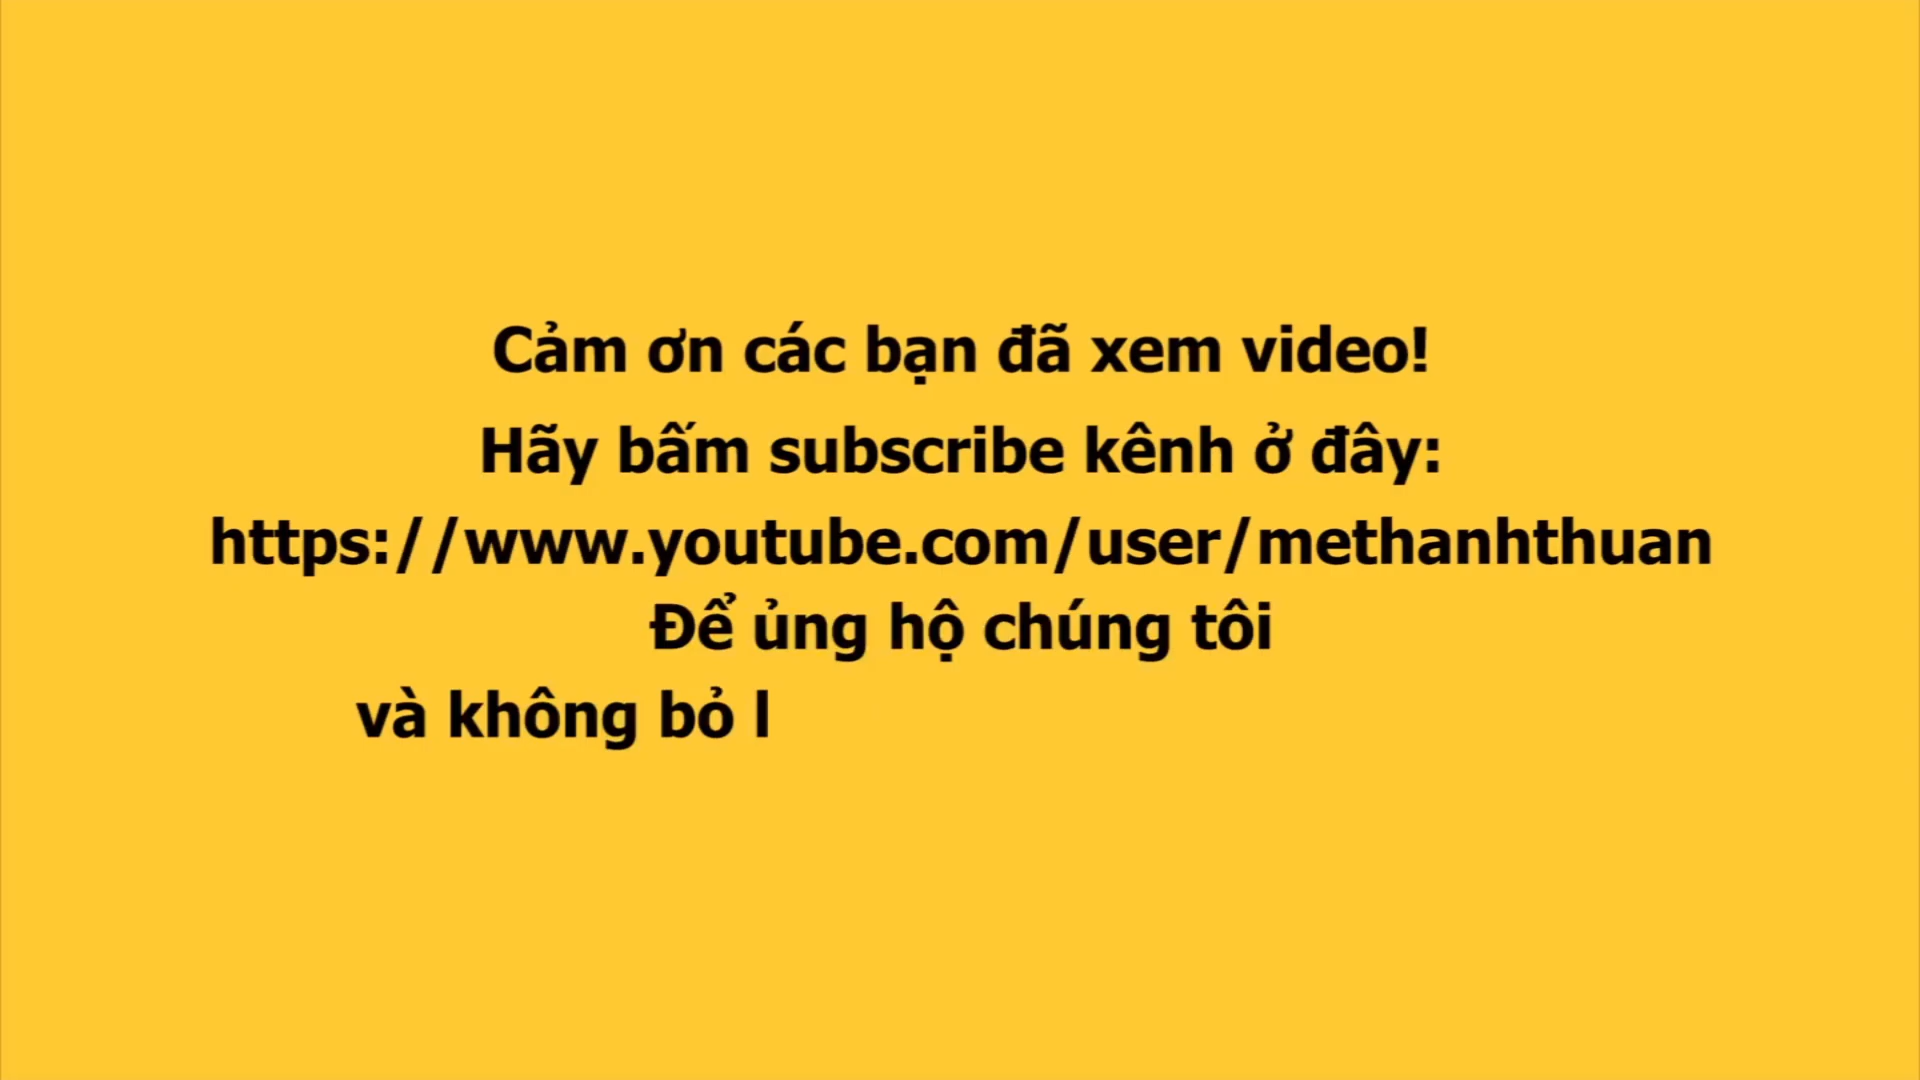 Cảm ơn các bạn đã xem video!
Hãy bấm subscribe kênh ở đây:
https://www.youtube.com/user/methanhthuan
Để ủng hộ chúng tôi
và không bỏ l